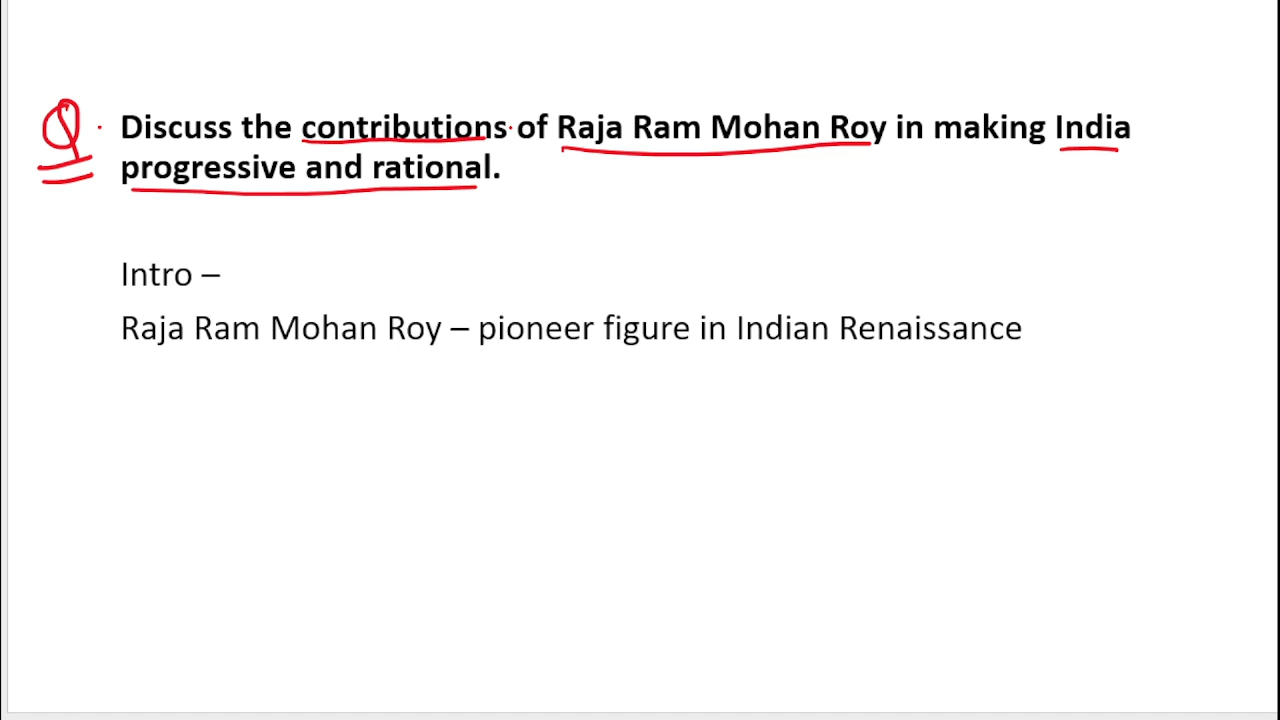 Q. Discuss the contributions of Raja Ram Mohan Roy in making India
progressive and rational.
Intro –
Raja Ram Mohan Roy – pioneer figure in Indian Renaissance